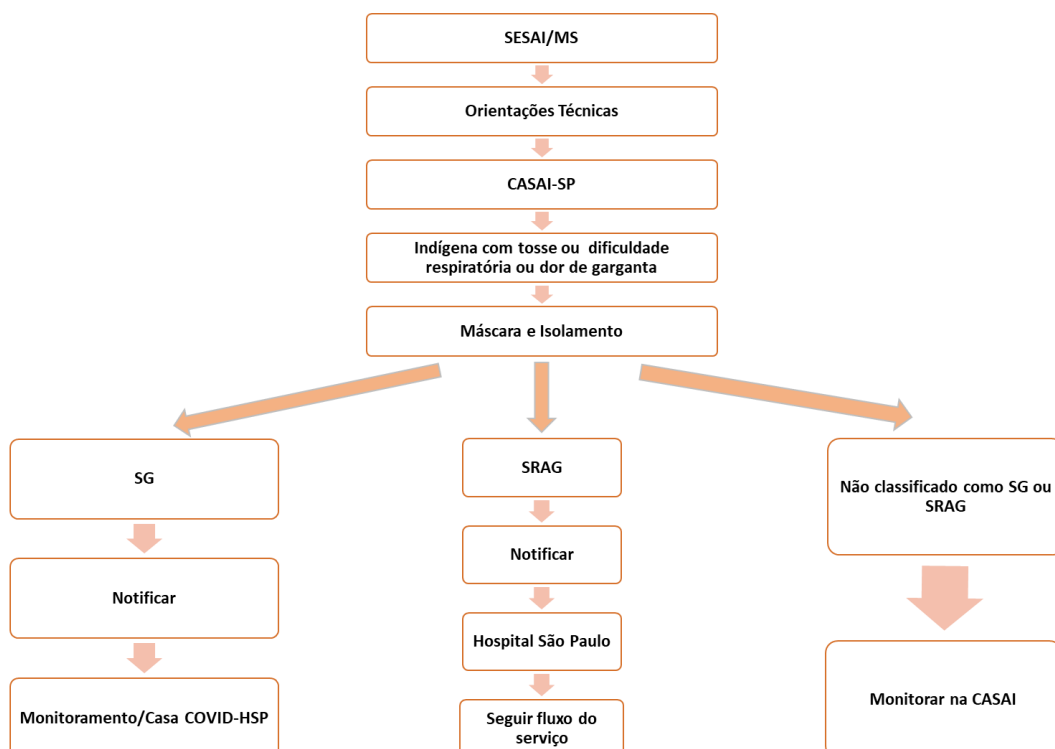 SESAI/MS
Orientações Técnicas
CASAI-SP
Indígena com tosse ou dificuldade
respiratória ou dor de garganta
Máscara e Isolamento
SG
Notificar
Monitoramento/Casa COVID-HSP
SRAG
Notificar
Hospital São Paulo
Seguir fluxo do
serviço
Não classificado como SG ou
SRAG
Monitorar na CASAI